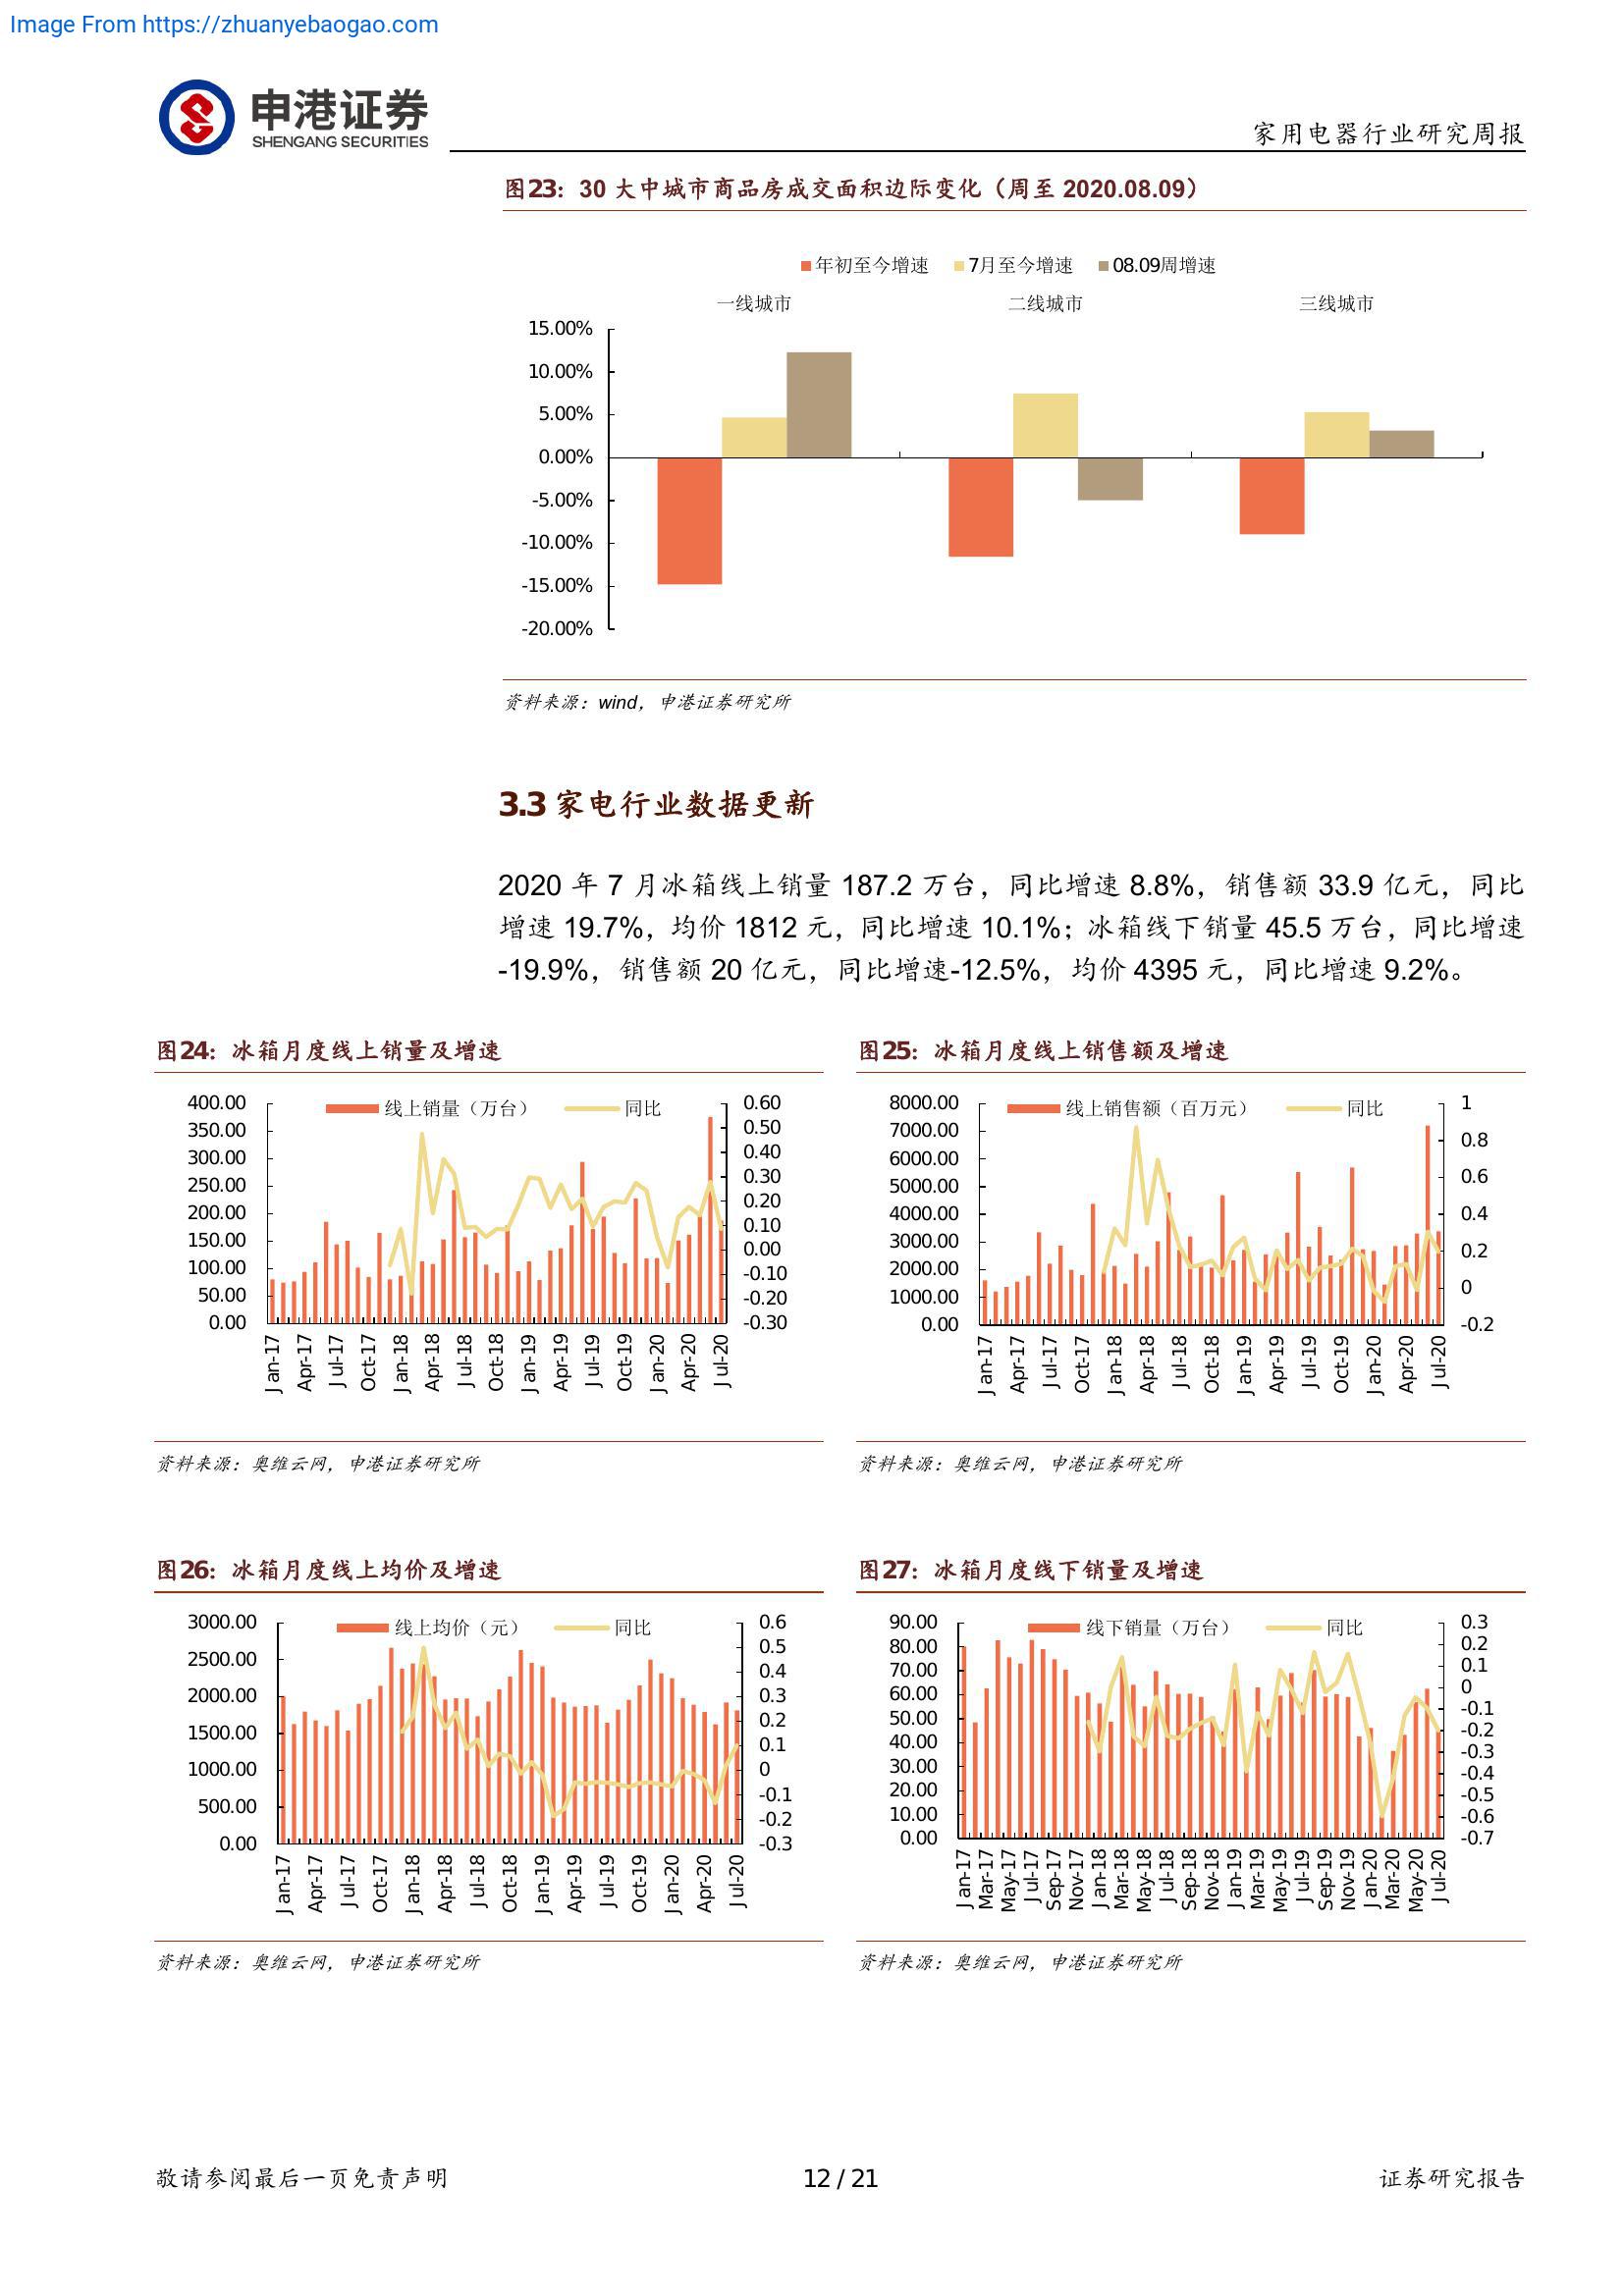 Image From https://zhuanyebaogao.com
申港证券
SHENGANG SECURITIES
家用电器行业研究周报
图23：30 大中城市商品房成交面积边际变化（周至 2020.08.09）
年初至今增速 7月至今增速 08.09周增速
一线城市 二线城市 三线城市
15.00%
10.00%
5.00%
0.00%
-5.00%
-10.00%
-15.00%
-20.00%
资料来源：wind，申港证券研究所
3.3 家电行业数据更新
2020 年 7 月冰箱线上销量 187.2 万台，同比增速 8.8%，销售额 33.9 亿元，同比
增速 19.7%，均价 1812 元，同比增速 10.1%；冰箱线下销量 45.5 万台，同比增速
-19.9%，销售额 20 亿元，同比增速-12.5%，均价 4395 元，同比增速 9.2%。
图24：冰箱月度线上销量及增速
线上销量（万台） 同比
400.00
350.00
300.00
250.00
200.00
150.00
100.00
50.00
0.00
0.60
0.50
0.40
0.30
0.20
0.10
0.00
-0.10
-0.20
-0.30
Jan-17 Apr-17 Jul-17 Oct-17 Jan-18 Apr-18 Jul-18 Oct-18 Jan-19 Apr-19 Jul-19 Oct-19 Jan-20 Apr-20 Jul-20
资料来源：奥维云网，申港证券研究所
图25：冰箱月度线上销售额及增速
线上销售额（百万元） 同比
8000.00
7000.00
6000.00
5000.00
4000.00
3000.00
2000.00
1000.00
0.00
1
0.8
0.6
0.4
0.2
0
-0.2
Jan-17 Apr-17 Jul-17 Oct-17 Jan-18 Apr-18 Jul-18 Oct-18 Jan-19 Apr-19 Jul-19 Oct-19 Jan-20 Apr-20 Jul-20
资料来源：奥维云网，申港证券研究所
图26：冰箱月度线上均价及增速
线上均价（元） 同比
3000.00
2500.00
2000.00
1500.00
1000.00
500.00
0.00
0.6
0.5
0.4
0.3
0.2
0.1
0
-0.1
-0.2
-0.3
Jan-17 Apr-17 Jul-17 Oct-17 Jan-18 Apr-18 Jul-18 Oct-18 Jan-19 Apr-19 Jul-19 Oct-19 Jan-20 Apr-20 Jul-20
资料来源：奥维云网，申港证券研究所
图27：冰箱月度线下销量及增速
线下销量（万台） 同比
90.00
80.00
70.00
60.00
50.00
40.00
30.00
20.00
10.00
0.00
0.3
0.2
0.1
0
-0.1
-0.2
-0.3
-0.4
-0.5
-0.6
-0.7
Jan-17 Mar-17 May-17 Jul-17 Sep-17 Nov-17 Jan-18 Mar-18 May-18 Jul-18 Sep-18 Nov-18 Jan-19 Mar-19 May-19 Jul-19 Sep-19 Nov-19 Jan-20 Mar-20 May-20 Jul-20
资料来源：奥维云网，申港证券研究所
敬请参阅最后一页免责声明
12 / 21
证券研究报告